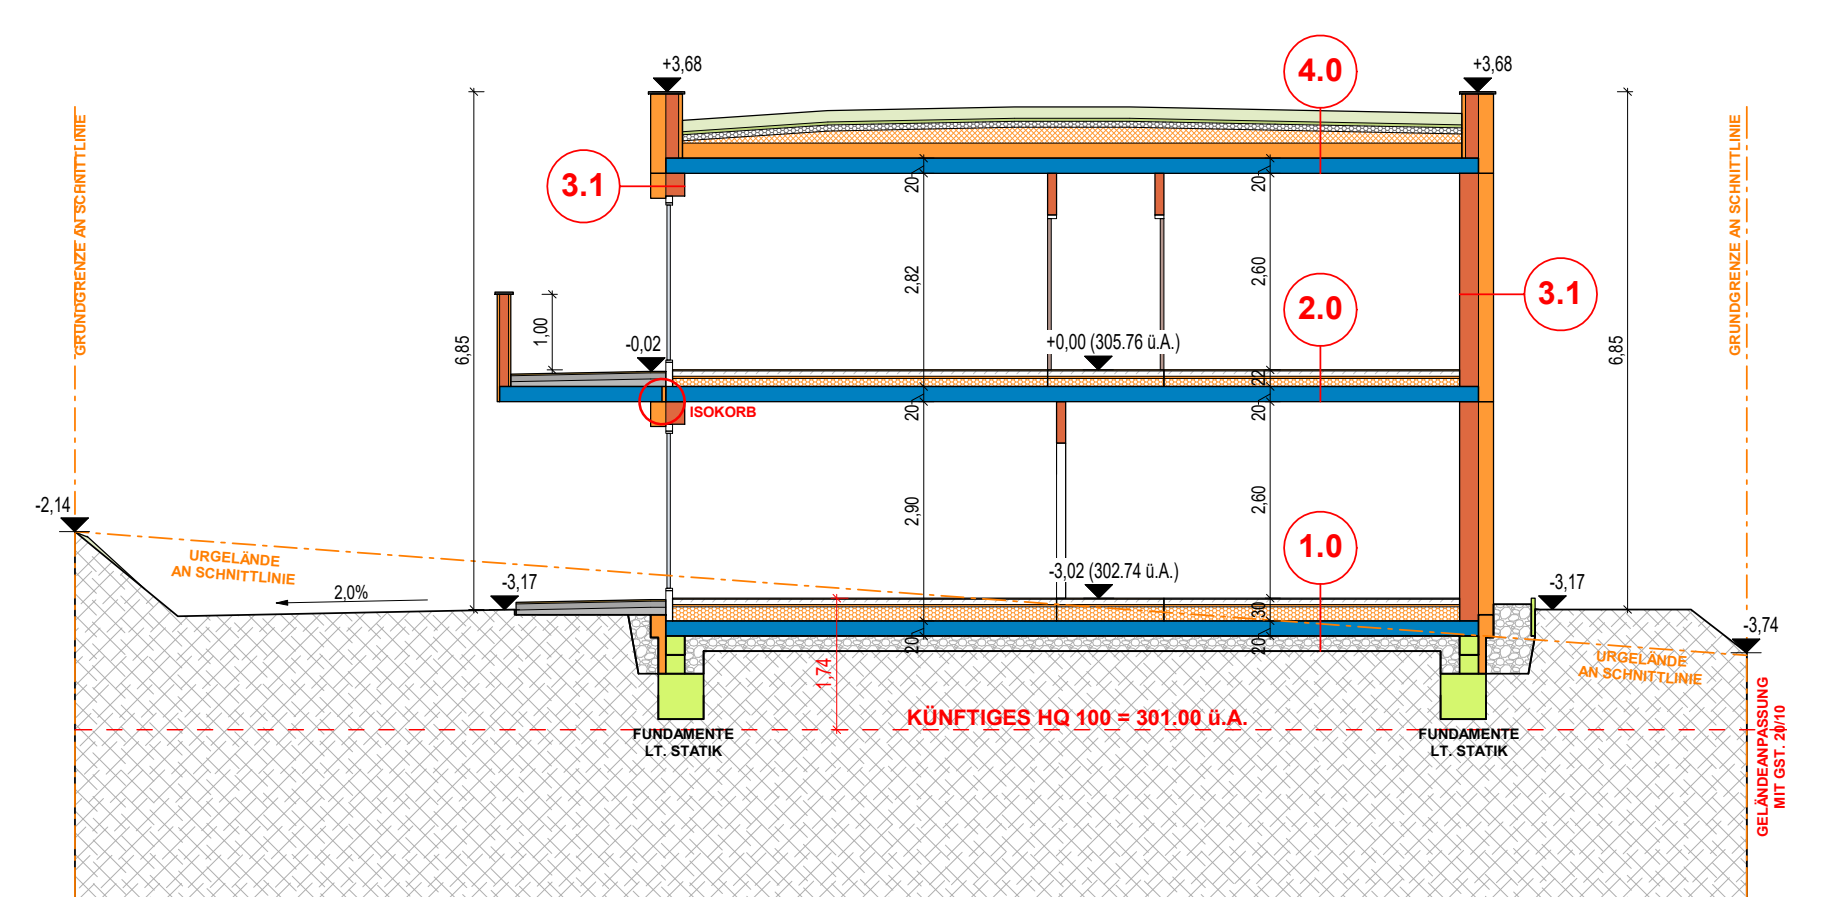 +3,68
+3,68
4.0
GRUNDGRENZE AN SCHNITTLINIE
GRUNDGRENZE AN SCHNITTLINIE
3.1
20
20
2,82
2,60
3.1
2.0
6,85
6,85
1,00
-0,02
+0,00 (305.76 ü.A.)
22
20
20
ISOKORB
-2,14
2,90
2,60
1.0
URGELÄNDE
AN SCHNITTLINIE
-3,17
-3,02 (302.74 ü.A.)
-3,17
2,0%
30
20
20
-3,74
1,74
URGELÄNDE
AN SCHNITTLINIE
KÜNFTIGES HQ 100 = 301.00 ü.A.
FUNDAMENTE
LT. STATIK
FUNDAMENTE
LT. STATIK
GELÄNDEANPASSUNG
MIT GST. 20/10